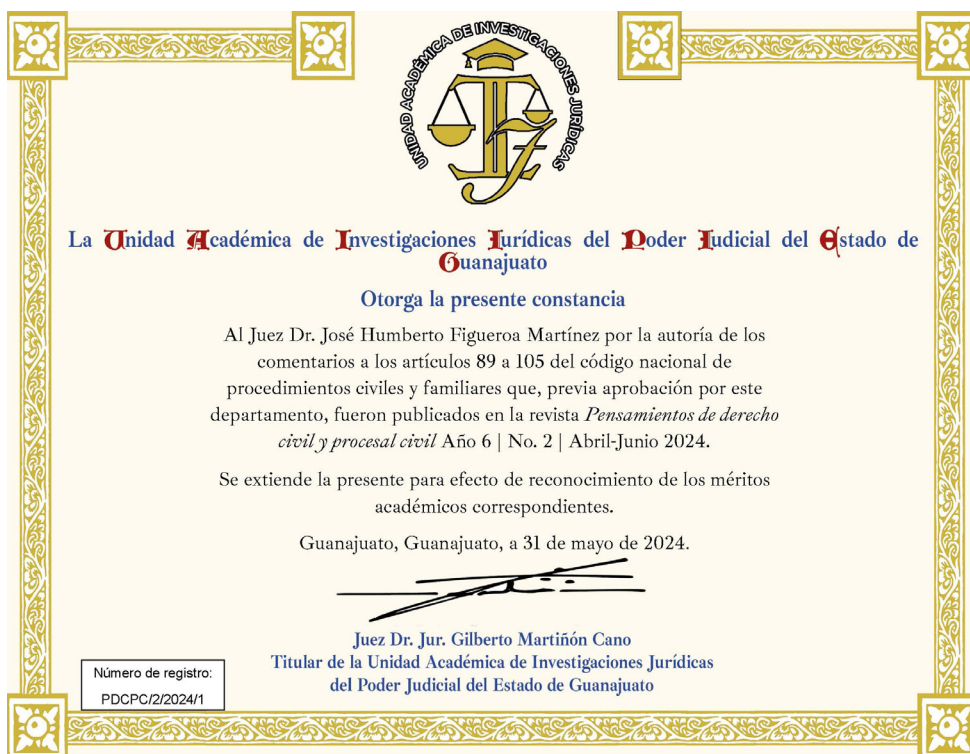 UNIDAD ACADÉMICA DE INVESTIGACIONES JURÍDICAS
La Unidad Académica de Investigaciones Jurídicas del Poder Judicial del Estado de
Guanajuato
Otorga la presente constancia
Al Juez Dr. José Humberto Figueroa Martínez por la autoría de los
comentarios a los artículos 89 a 105 del código nacional de
procedimientos civiles y familiares que, previa aprobación por este
departamento, fueron publicados en la revista Pensamientos de derecho
civil y procesal civil Año 6 | No. 2 | Abril-Junio 2024.
Se extiende la presente para efecto de reconocimiento de los méritos
académicos correspondientes.
Guanajuato, Guanajuato, a 31 de mayo de 2024.
Juez Dr. Jur. Gilberto Martiñón Cano
Titular de la Unidad Académica de Investigaciones Jurídicas
del Poder Judicial del Estado de Guanajuato
Número de registro:
PDCPC/2/2024/1